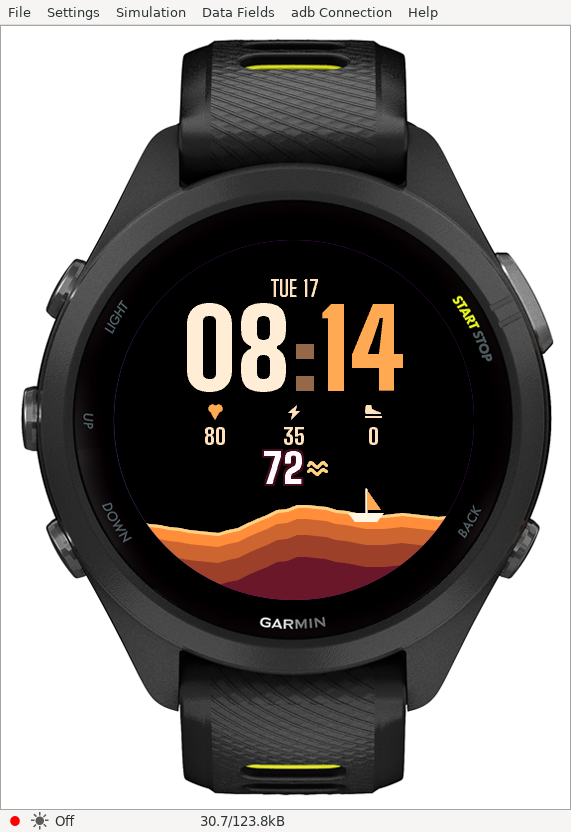 File Settings Simulation Data Fields adb Connection Help
TUE 17
08:14
80 35 0
72
LIGHT
START STOP
UP
DOWN
BACK
GARMIN
Off 30.7/123.8kB